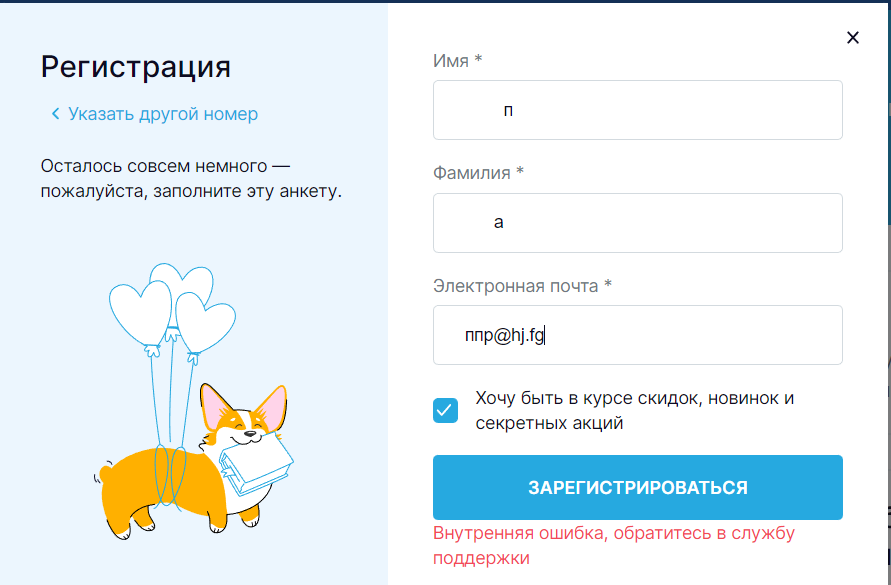 Регистрация
Указать другой номер
Осталось совсем немного —
пожалуйста, заполните эту анкету.
Имя *
п
Фамилия *
а
Электронная почта *
ппр@hj.fg
Хочу быть в курсе скидок, новинок и
секретных акций
ЗАРЕГИСТРИРОВАТЬСЯ
Внутренняя ошибка, обратитесь в службу
поддержки